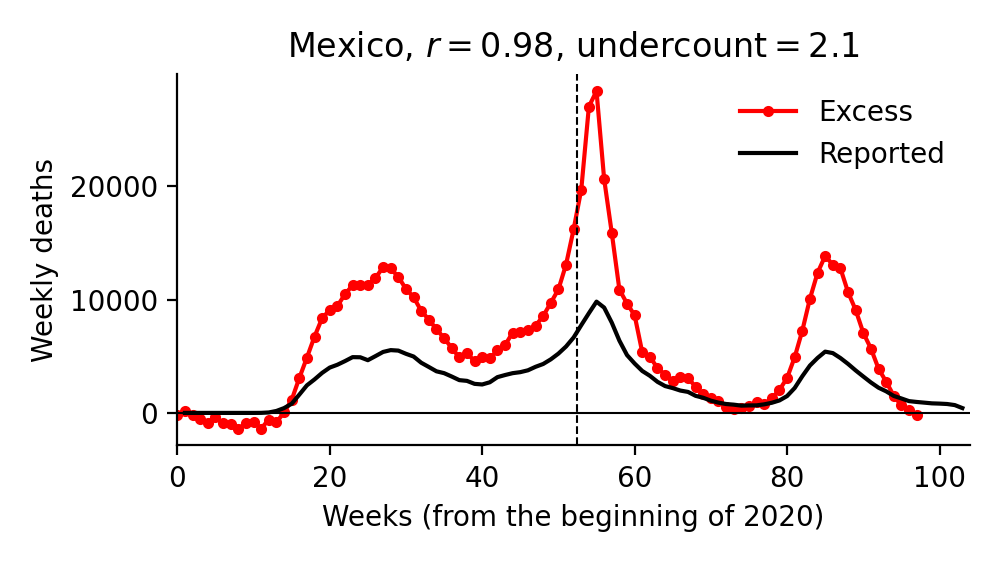 Mexico, r = 0.98, undercount = 2.1
Excess
Reported
Weekly deaths
20000
10000
0
0 20 40 60 80 100
Weeks (from the beginning of 2020)